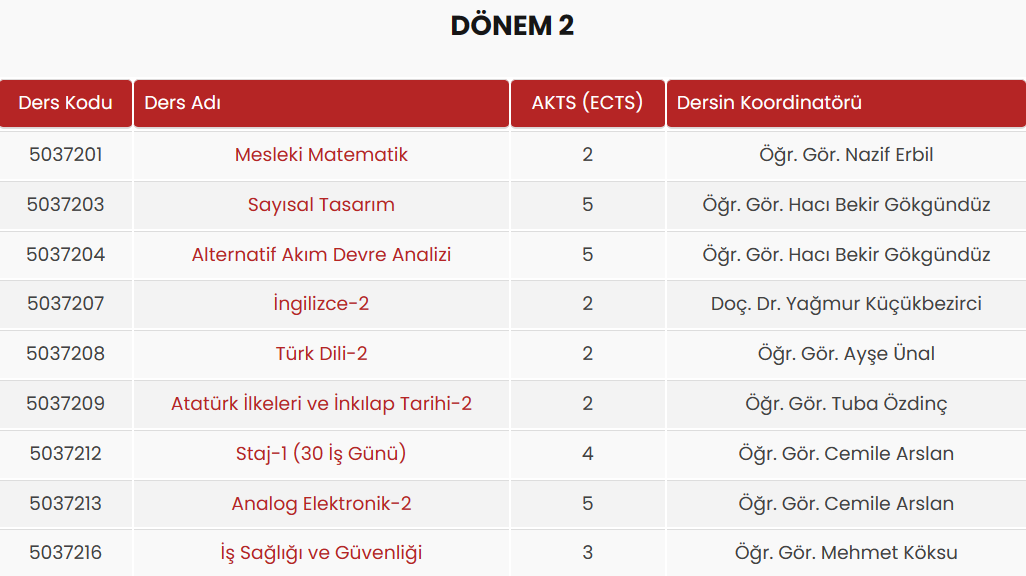 DÖNEM 2
Ders Kodu Ders Adı AKTS (ECTS) Dersin Koordinatörü
5037201 Mesleki Matematik 2 Öğr. Gör. Nazif Erbil
5037203 Sayısal Tasarım 5 Öğr. Gör. Hacı Bekir Gökgündüz
5037204 Alternatif Akım Devre Analizi 5 Öğr. Gör. Hacı Bekir Gökgündüz
5037207 İngilizce-2 2 Doç. Dr. Yağmur Küçükbezirci
5037208 Türk Dili-2 2 Öğr. Gör. Ayşe Ünal
5037209 Atatürk İlkeleri ve İnkılap Tarihi-2 2 Öğr. Gör. Tuba Özdinç
5037212 Staj-1 (30 İş Günü) 4 Öğr. Gör. Cemile Arslan
5037213 Analog Elektronik-2 5 Öğr. Gör. Cemile Arslan
5037216 İş Sağlığı ve Güvenliği 3 Öğr. Gör. Mehmet Köksu